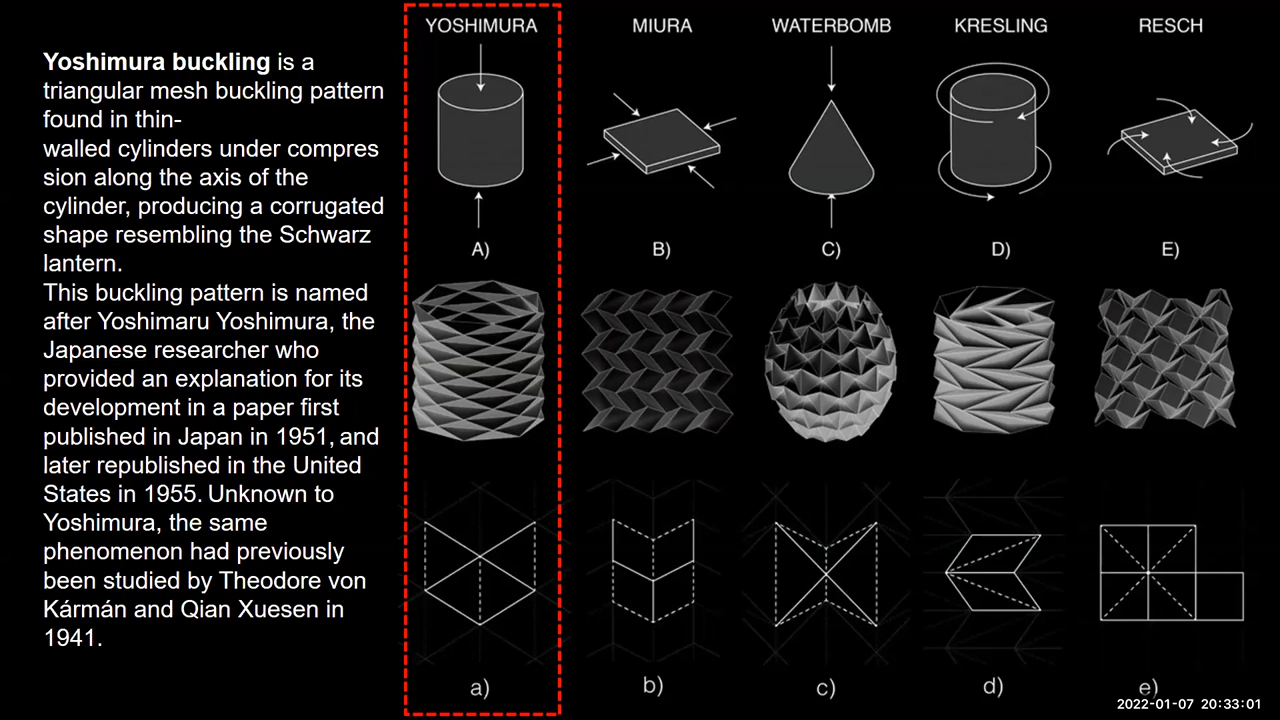 Yoshimura buckling is a
triangular mesh buckling pattern
found in thin-
walled cylinders under compres
sion along the axis of the
cylinder, producing a corrugated
shape resembling the Schwarz
lantern.
This buckling pattern is named
after Yoshimaru Yoshimura, the
Japanese researcher who
provided an explanation for its
development in a paper first
published in Japan in 1951, and
later republished in the United
States in 1955. Unknown to
Yoshimura, the same
phenomenon had previously
been studied by Theodore von
Kármán and Qian Xuesen in
1941.
YOSHIMURA MIURA WATERBOMB KRESLING RESCH
A) B) C) D) E)
a) b) c) d) e)
2022-01-07 20:33:01